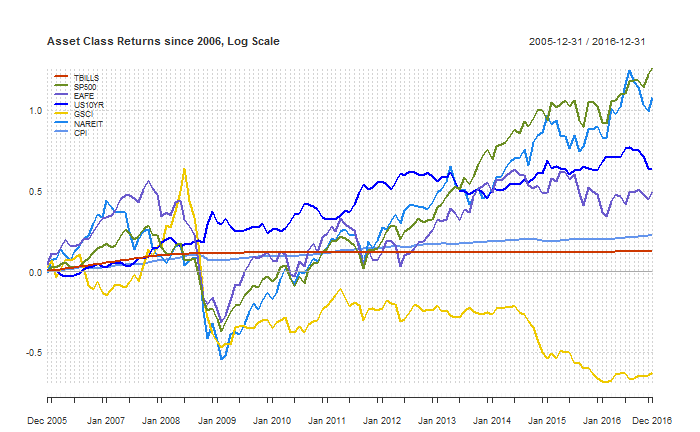 Asset Class Returns since 2006, Log Scale
2005-12-31 / 2016-12-31
TBILLS
SP500
EAFE
US10YR
GSCI
NAREIT
CPI
1.0
0.5
0.0
-0.5
Dec 2005
Jan 2007
Jan 2008
Jan 2009
Jan 2010
Jan 2011
Jan 2012
Jan 2013
Jan 2014
Jan 2015
Jan 2016
Dec 2016